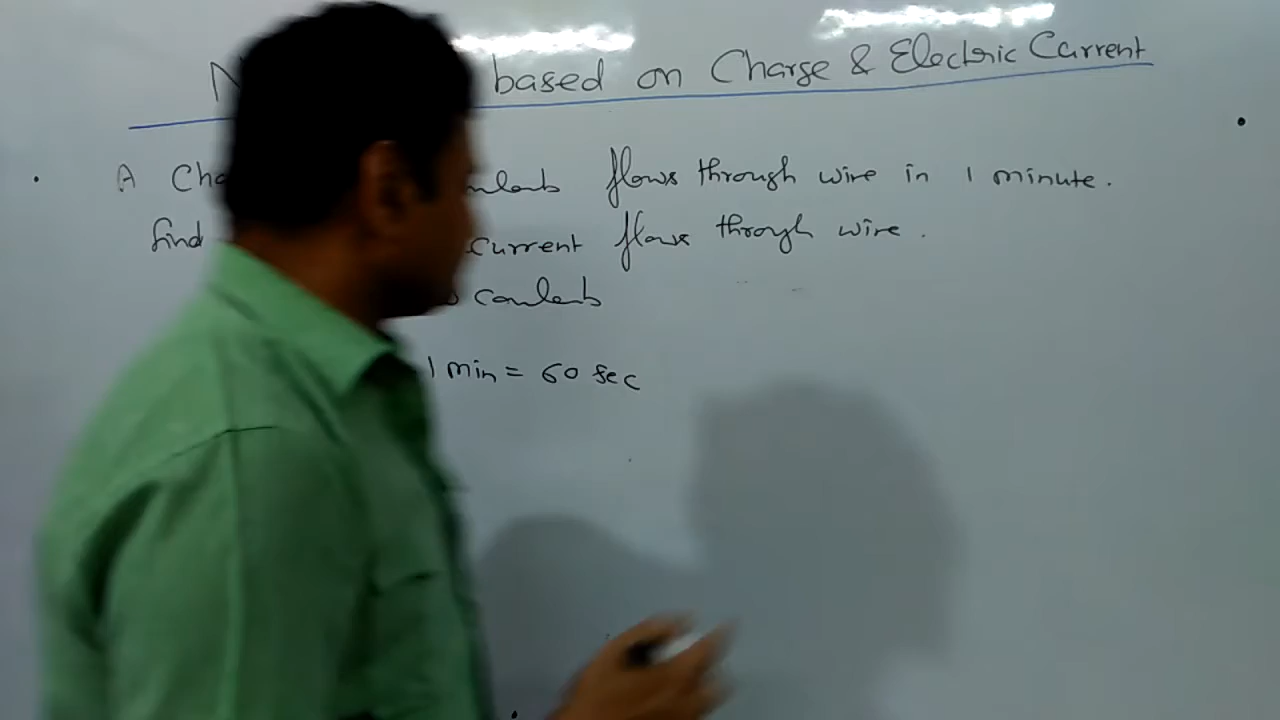 based on Charge & Electric Current
A flows through wire in 1 minute.
find current flows through wire.
coulomb
1 min = 60 sec